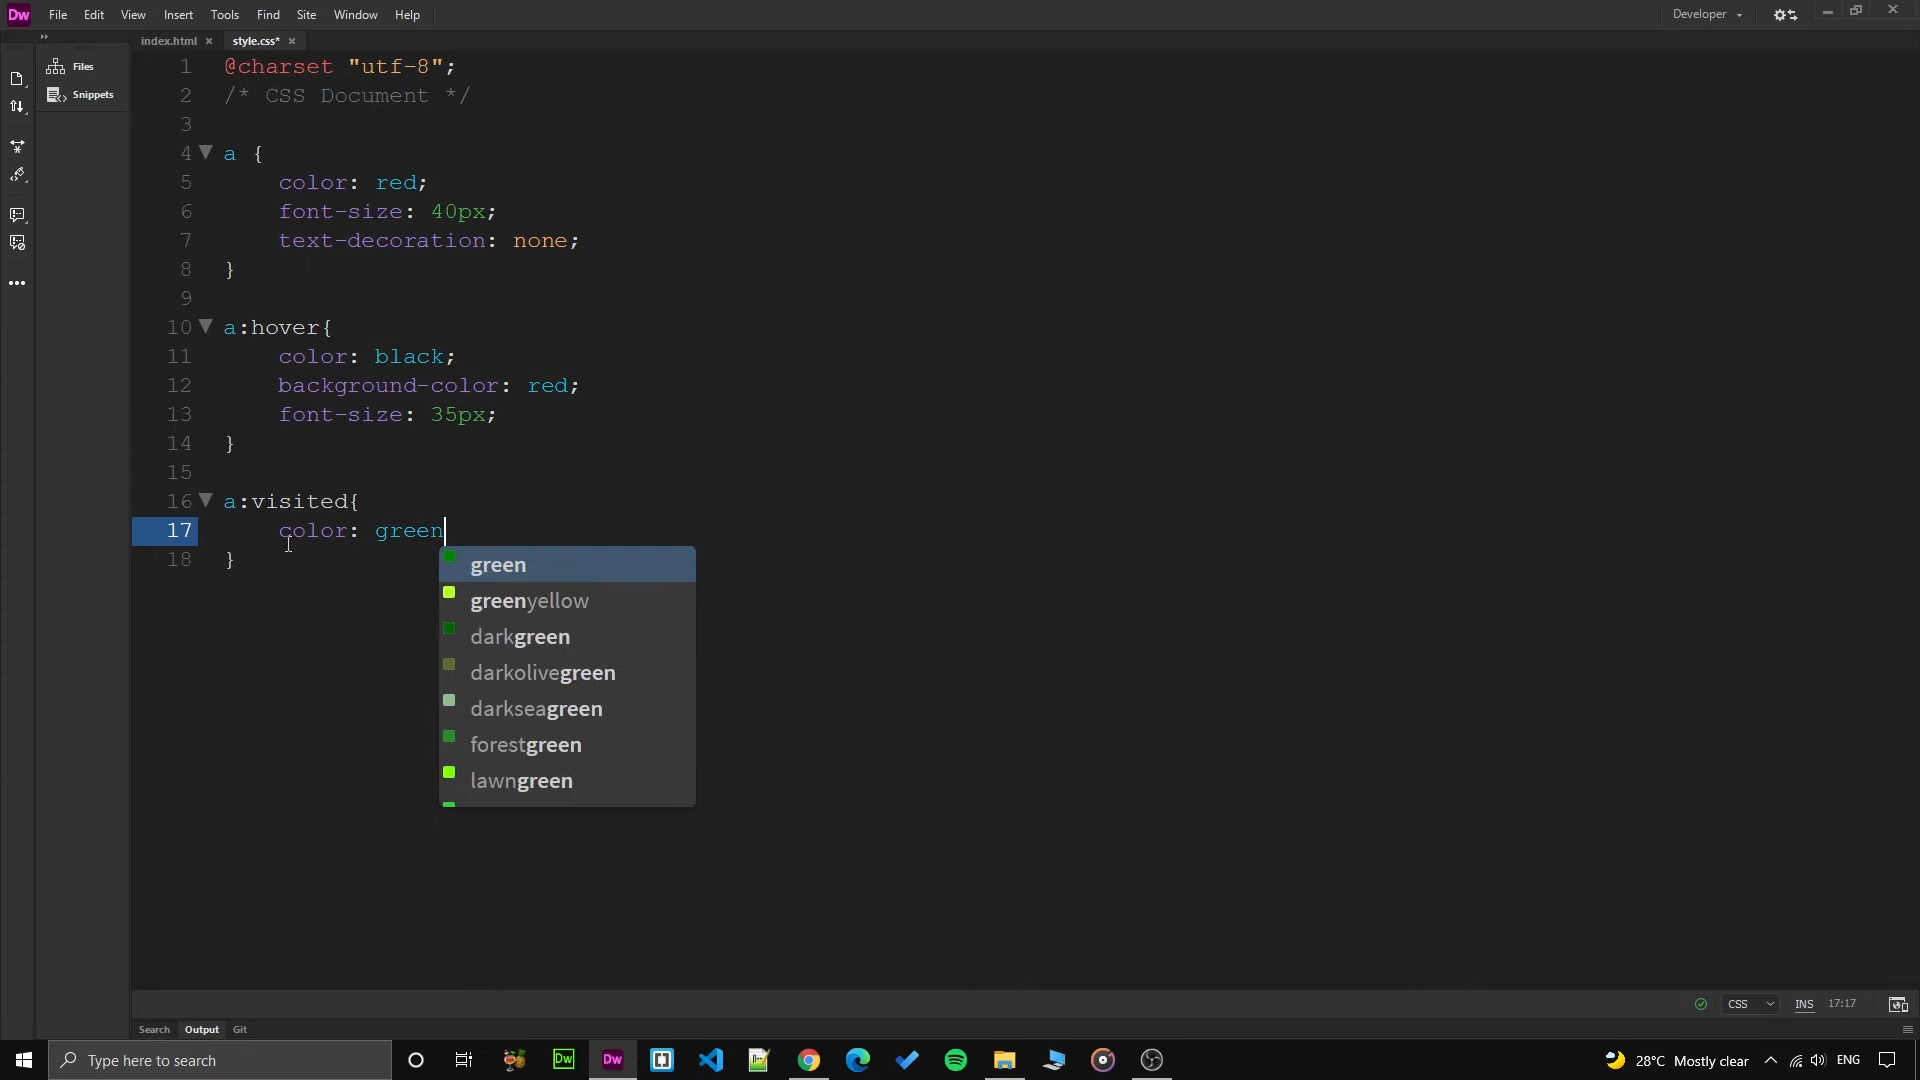 Dw File Edit View Insert Tools Find Site Window Help Developer
index.html × style.css* ×
Files
Snippets
1 @charset "utf-8";
2 /* CSS Document */
3
4 a {
5 color: red;
6 font-size: 40px;
7 text-decoration: none;
8 }
9
10 a:hover{
11 color: black;
12 background-color: red;
13 font-size: 35px;
14 }
15
16 a:visited{
17 color: green
18 }
green
greenyellow
darkgreen
darkolivegreen
darkseagreen
forestgreen
lawngreen
CSS INS 17:17
Search Output Git
Type here to search Dw Dw 28°C Mostly clear ENG